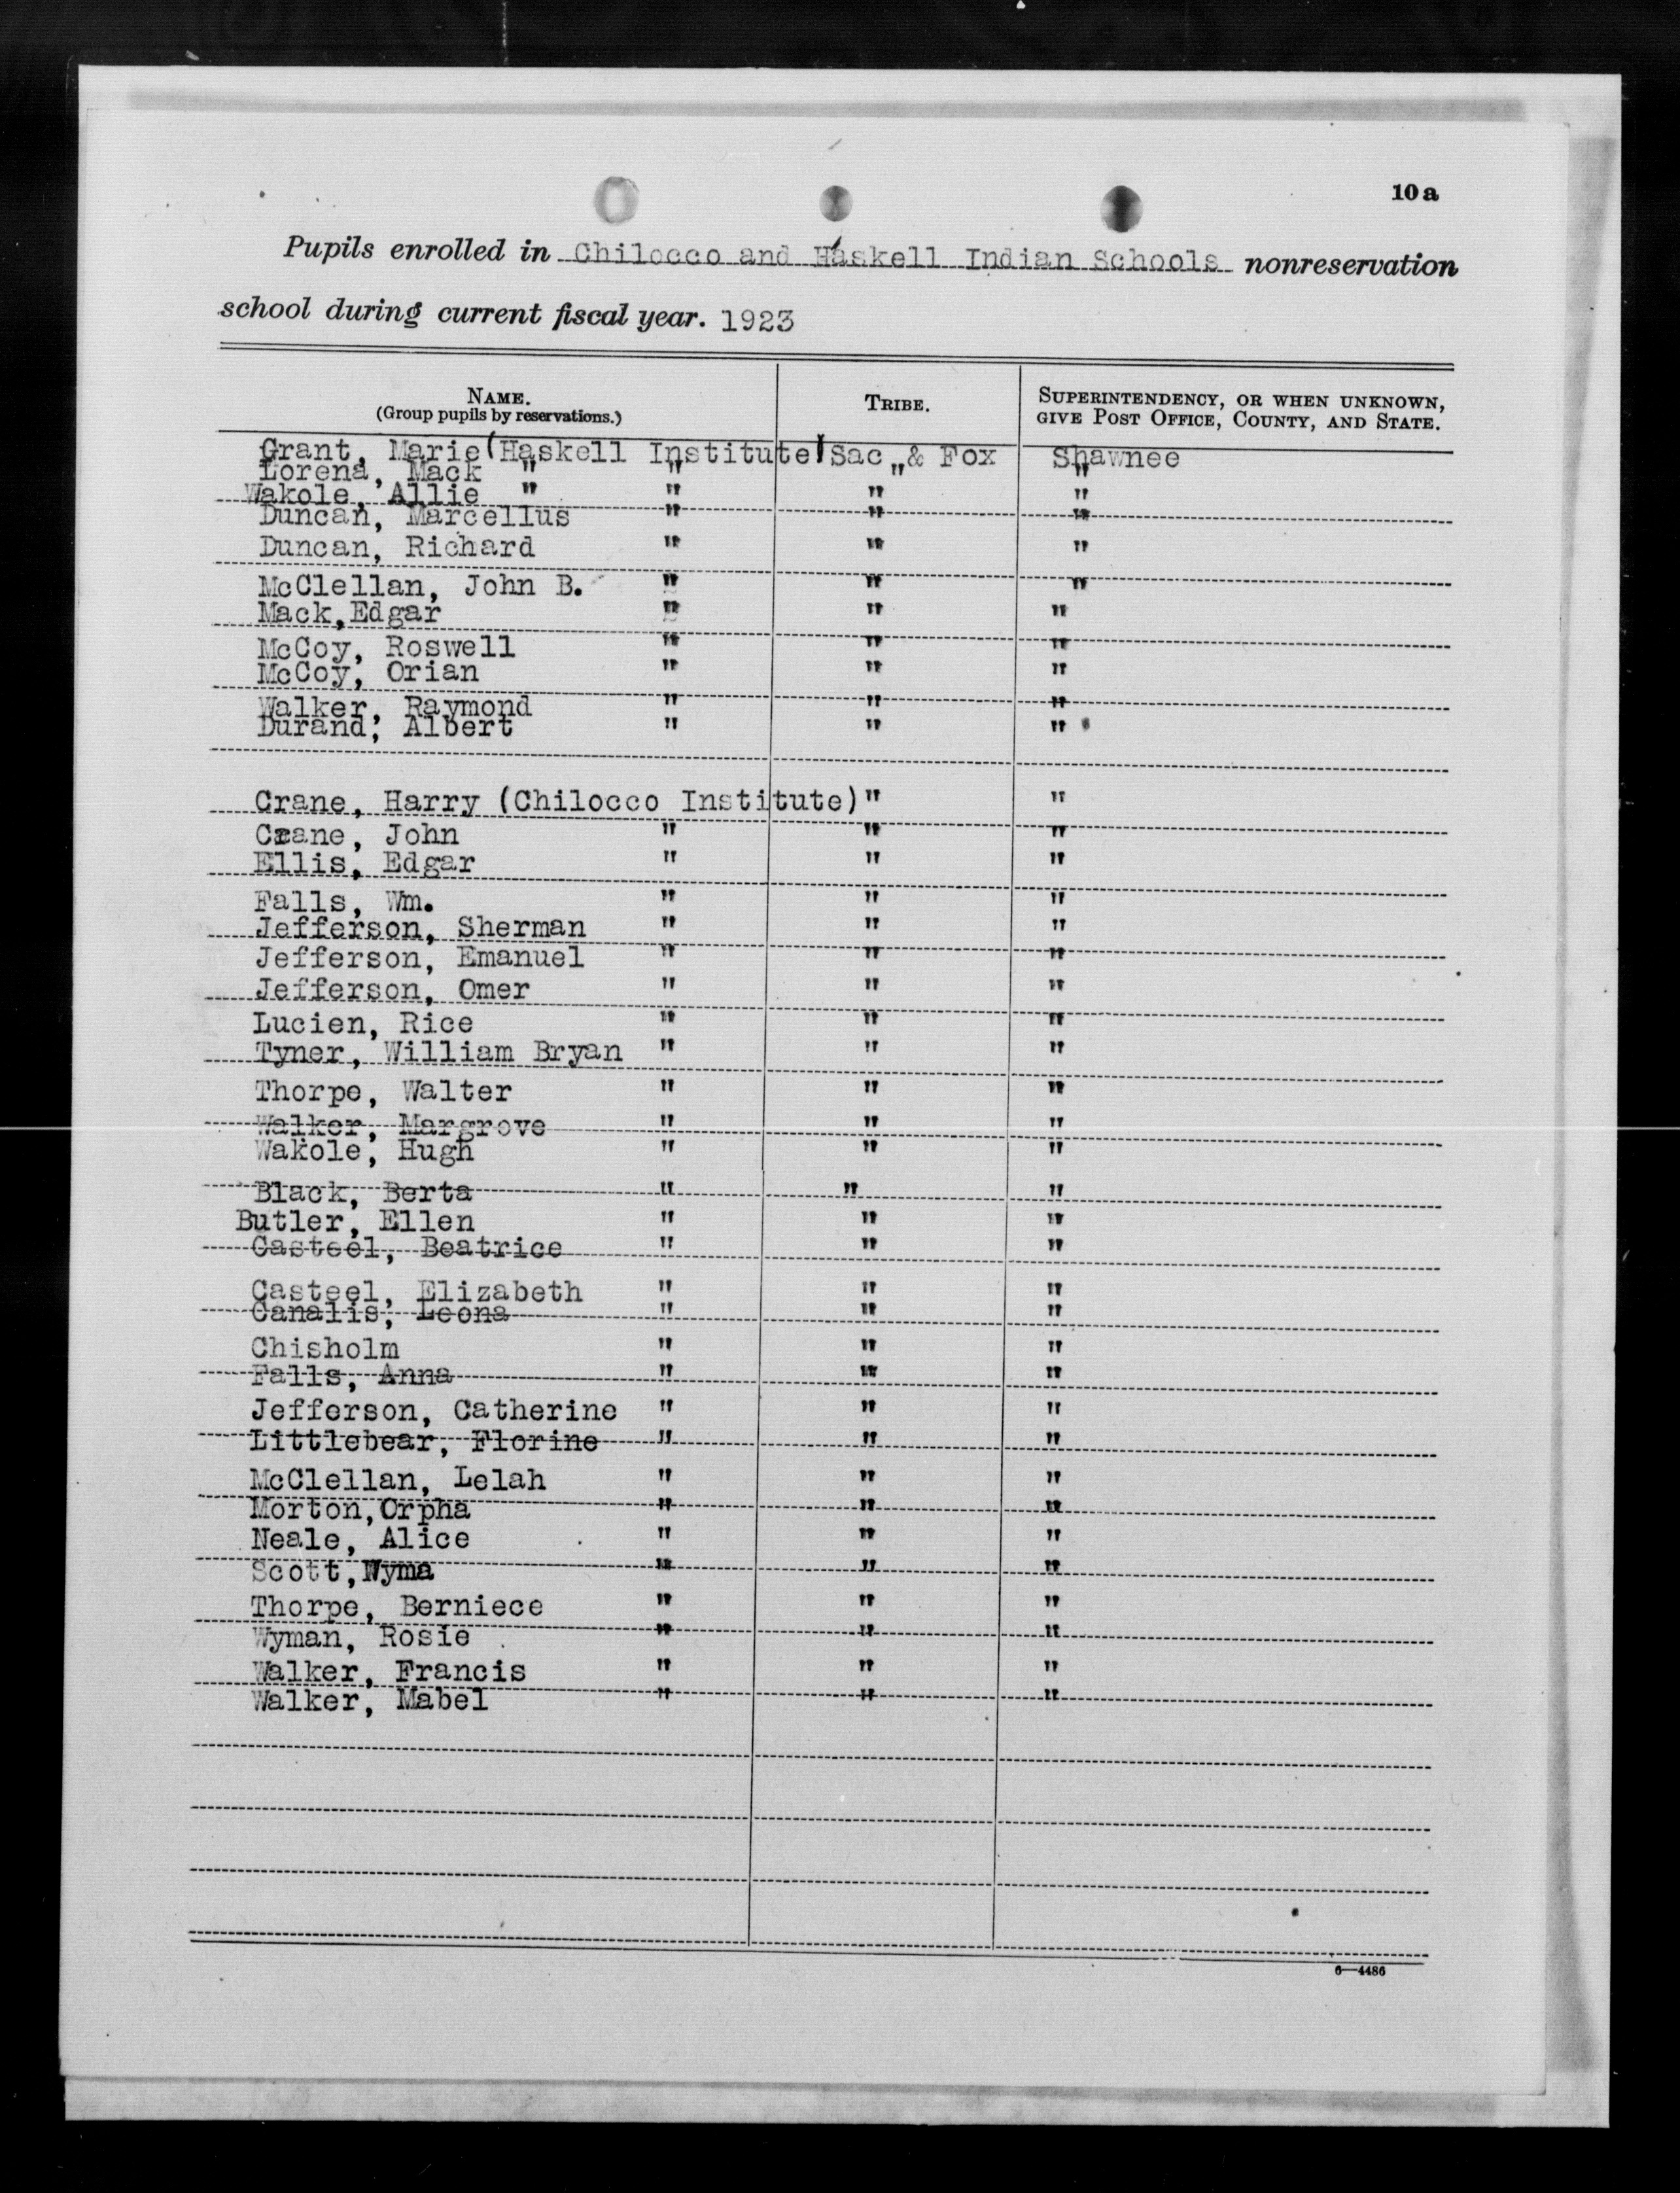 10 a
Pupils enrolled in Chilocco and Haskell Indian Schools nonreservation
school during current fiscal year. 1923
NAME. TRIBE. SUPERINTENDENCY, OR WHEN UNKNOWN,
(Group pupils by reservations.) GIVE POST OFFICE, COUNTY, AND STATE.
Grant, Marie (Haskell Institute) Sac & Fox Shawnee
Lorena, Mack " " " "
Wakole, Allie " " " "
Duncan, Marcellus " " "
Duncan, Richard " " "
McClellan, John B. " " "
Mack,Edgar " " "
McCoy, Roswell " " "
McCoy, Orian " " "
Walker, Raymond " " "
Durand, Albert " " "
Crane, Harry (Chilocco Institute) " "
Crane, John " " "
Ellis, Edgar " " "
Falls, Wm. " " "
Jefferson, Sherman " " "
Jefferson, Emanuel " " "
Jefferson, Omer " " "
Lucien, Rice " " "
Tyner, William Bryan " " "
Thorpe, Walter " " "
Walker, Margrove " " "
Wakole, Hugh " " "
Black, Berta " " "
Butler, Ellen " " "
Casteel, Beatrice " " "
Casteel, Elizabeth " " "
Canalis, Leona " " "
Chisholm " " "
Falls, Anna " " "
Jefferson, Catherine " " "
Littlebear, Florine " " "
McClellan, Lelah " " "
Morton,Orpha " " "
Neale, Alice " " "
Scott, " " "
Thorpe, Berniece " " "
Wyman, Rosie " " "
Walker, Francis " " "
Walker, Mabel " " "
6—4486